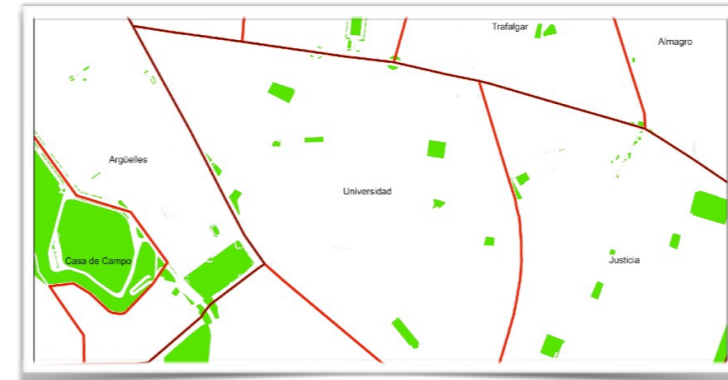 Trafalgar
Almagro
Argüelles
Universidad
Casa de Campo
Justicia